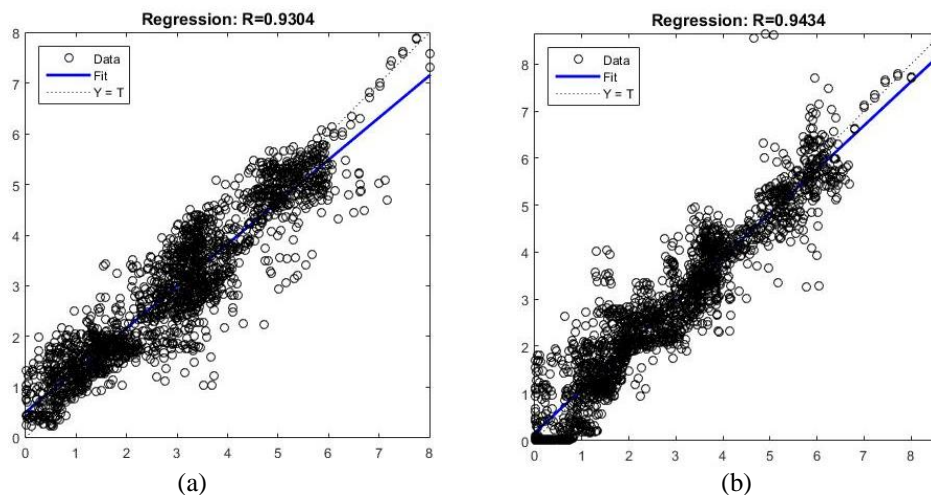 Regression: R=0.9304
8
7
6
5
4
3
2
1
0
0 1 2 3 4 5 6 7 8
Data
Fit
Y = T
(a)
Regression: R=0.9434
8
7
6
5
4
3
2
1
0
0 1 2 3 4 5 6 7 8
Data
Fit
Y = T
(b)